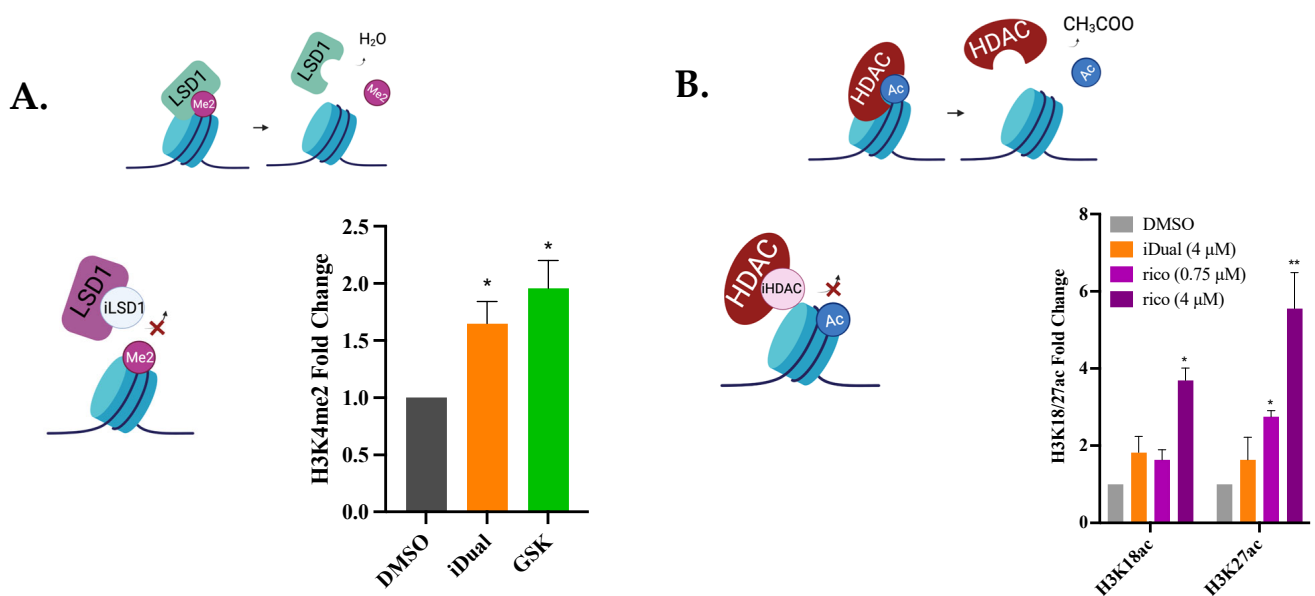 A.
LSD1
Me2
LSD1
H₂O
Me2
LSD1
iLSD1
Me2
H3K4me2 Fold Change
2.5
2.0
1.5
1.0
0.5
0.0
*
*
DMSO
iDual
GSK
B.
HDAC
Ac
HDAC
CH₃COO
Ac
HDAC
iHDAC
Ac
H3K18/27ac Fold Change
8
6
4
2
0
DMSO
iDual (4 μM)
rico (0.75 μM)
rico (4 μM)
*
*
**
H3K18ac
H3K27ac